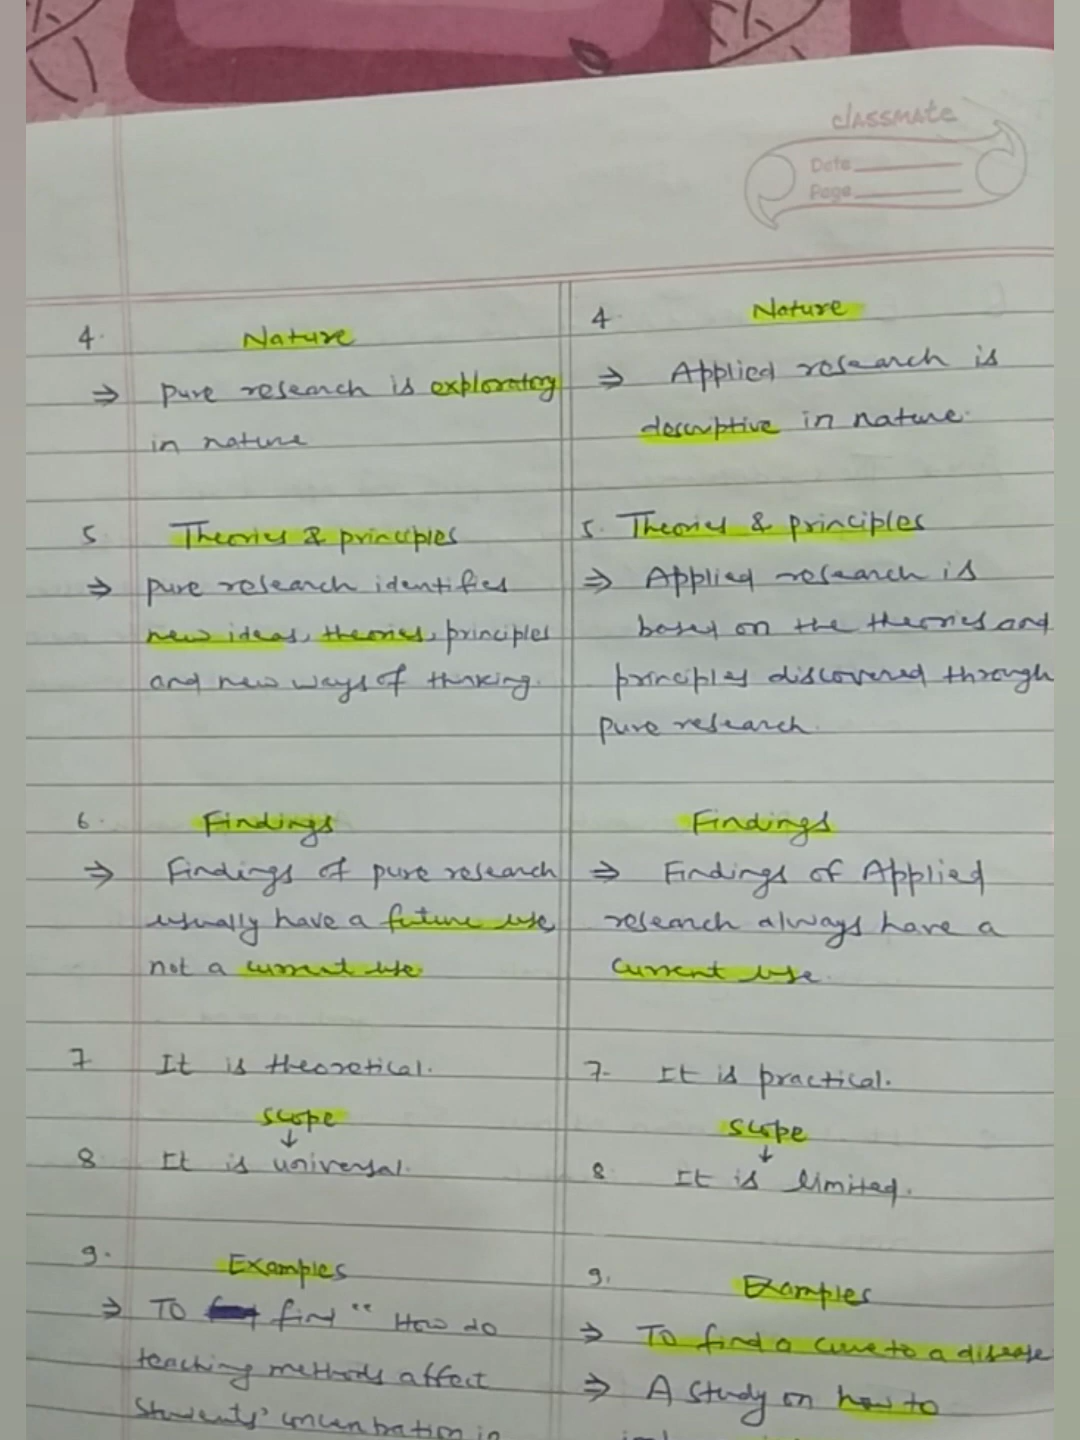 classmate
Date
Page
4. Nature
⇒ Pure research is exploratory
in nature
5 Theories & principles
⇒ pure research identifies
new ideas, theories, principles
and new ways of thinking.
6. Findings
⇒ Findings of pure research
usually have a future use,
not a current use
7 It is theoretical.
scope
↓
8 It is universal.
9. Examples
⇒ To find "How do
teaching methods affect
Students' concentration in
4. Nature
⇒ Applied research is
descriptive in nature.
5. Theories & principles
⇒ Applied research is
based on the theories and
principles discovered through
pure research.
Findings
⇒ Findings of Applied
research always have a
current use.
7. It is practical.
scope
↓
8 It is limited.
9. Examples
⇒ To find a cure to a disease
⇒ A Study on how to